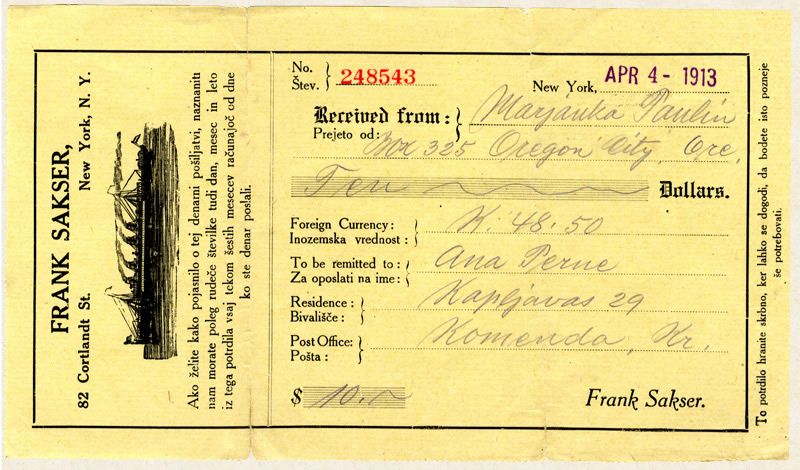 FRANK SAKSER,
82 Cortlandt St. New York, N. Y.
Ako želite kako pojasnilo o tej denarni pošiljatvi, naznaniti
nam morate poleg rudeče številke tudi dan, mesec in leto
iz tega potrdila vsaj tekom šestih mesecev računajoč od dne
ko ste denar poslali.
No. Štev. } 248543
New York, APR 4 - 1913
Received from: Prejeto od: } Marjanka Paulin
Box 325 Oregon City, Ore,
Ten Dollars.
Foreign Currency: Inozemska vrednost: } K. 48.50
To be remitted to: Za oposlati na ime: } Ana Perne
Residence: Bivališče: } Kapljavas 29
Post Office: Pošta: } Komenda, Kr.
$ 10.
Frank Sakser.
To potrdilo hranite skrbno, ker lahko se dogodi, da bodete isto pozneje
še potrebovati.